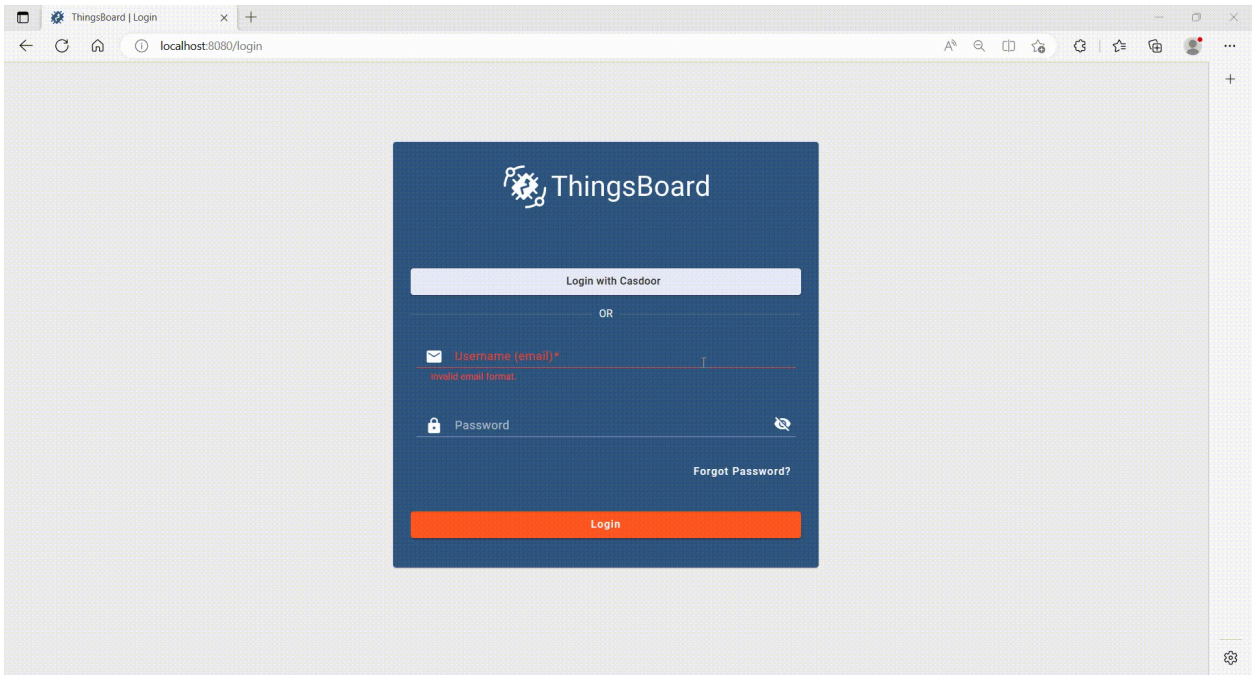 ThingsBoard | Login
localhost:8080/login
ThingsBoard
Login with Casdoor
OR
Username (email)*
Invalid email format.
Password
Forgot Password?
Login